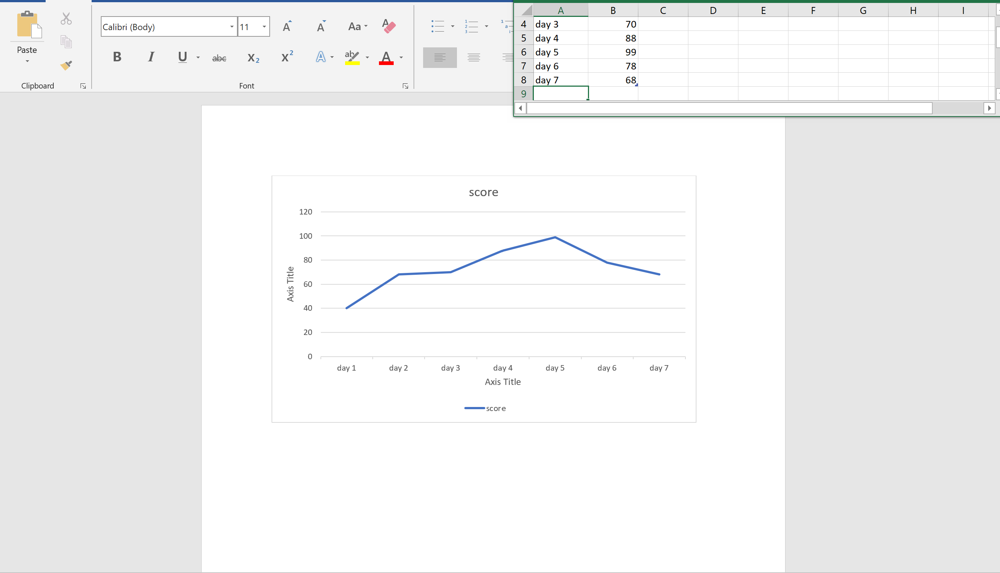 Calibri (Body) 11 A A Aa A
Paste
B I U abc X2 X2 A ab A
Clipboard Font
A B C D E F G H I
4 day 3 70
5 day 4 88
6 day 5 99
7 day 6 78
8 day 7 68
9
score
120
100
80
60
40
20
0
Axis Title
day 1 day 2 day 3 day 4 day 5 day 6 day 7
Axis Title
score